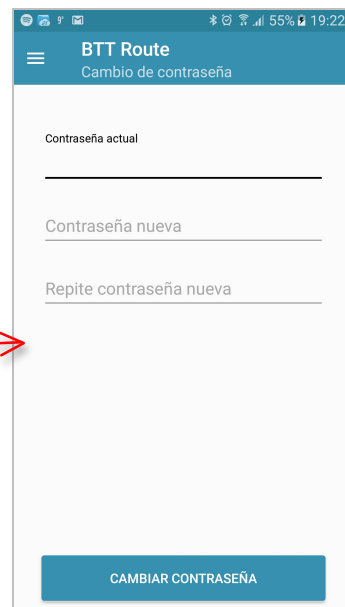 9° 55% 19:22
BTT Route
Cambio de contraseña
Contraseña actual
Contraseña nueva
Repite contraseña nueva
CAMBIAR CONTRASEÑA